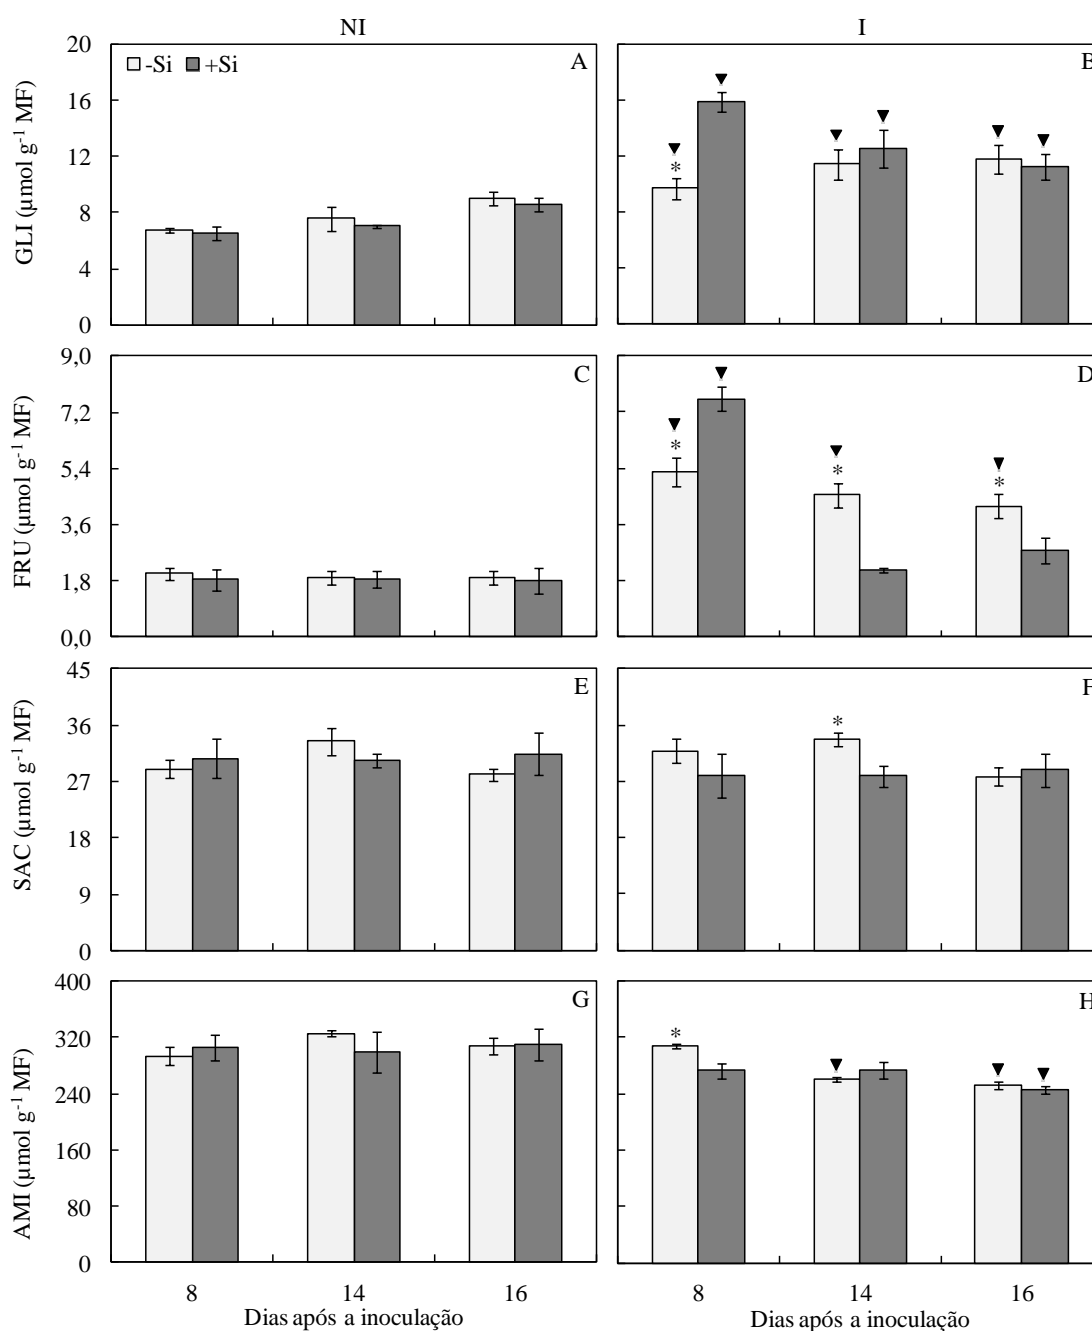 NI
I
-Si +Si
A
B
GLI (µmol g⁻¹ MF)
20
16
12
8
4
0
C
D
FRU (µmol g⁻¹ MF)
9,0
7,2
5,4
3,6
1,8
0,0
E
F
SAC (µmol g⁻¹ MF)
45
36
27
18
9
0
G
H
AMI (µmol g⁻¹ MF)
400
320
240
160
80
0
8 14 16
8 14 16
Dias após a inoculação
Dias após a inoculação
* 
* * *
*
*